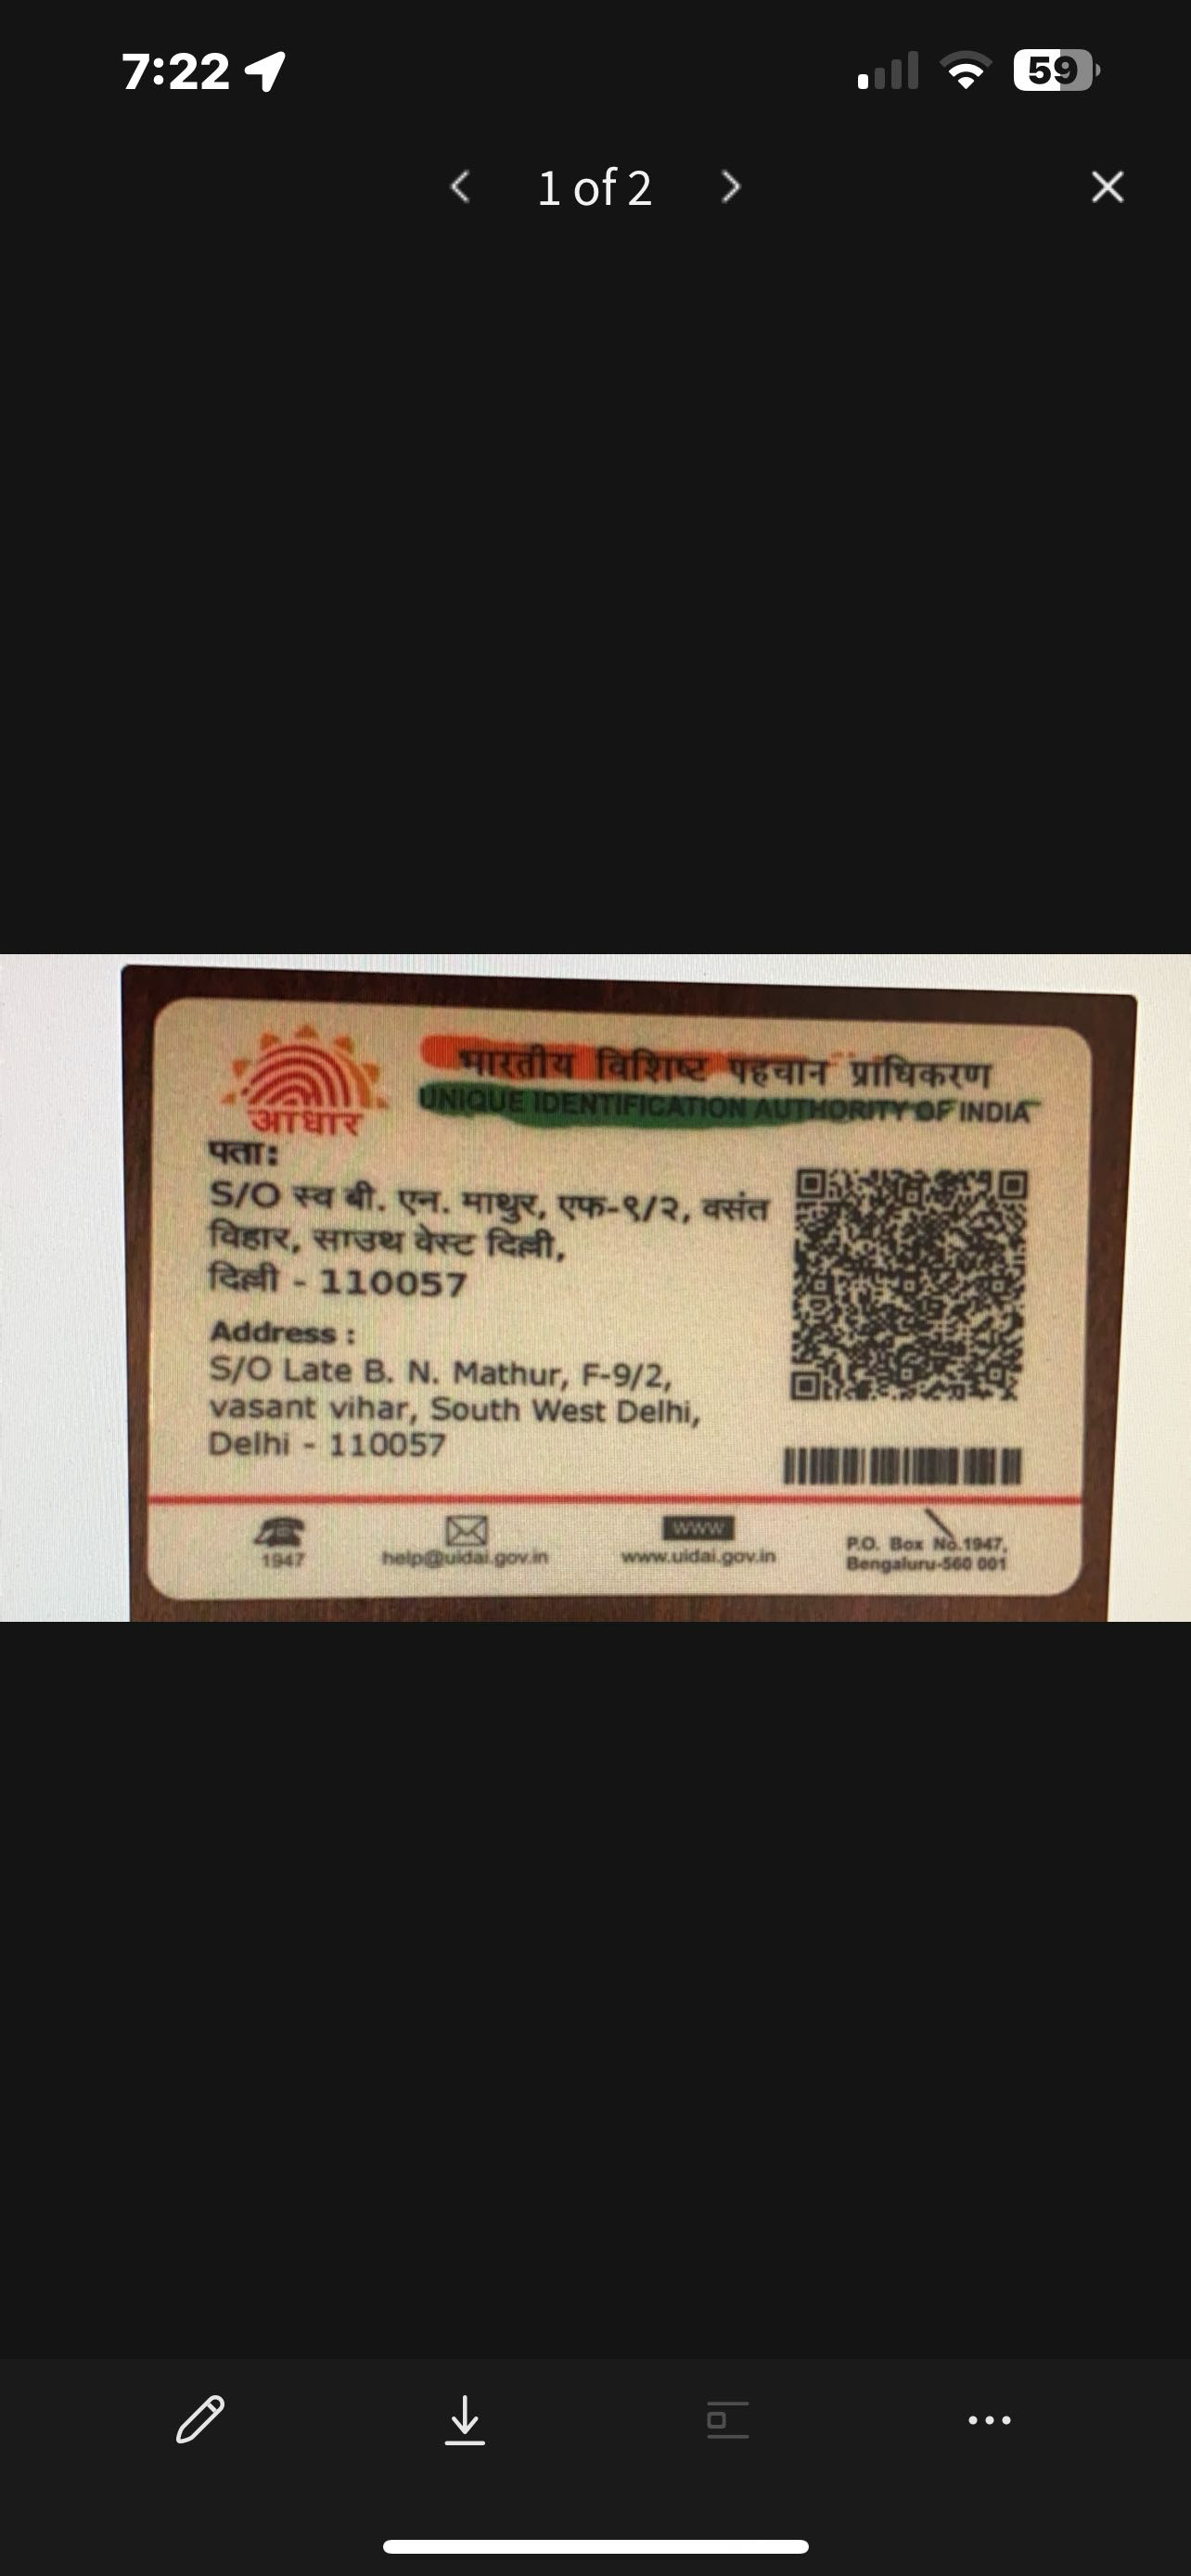 7:22
59
1 of 2
आधार
भारतीय विशिष्ट पहचान प्राधिकरण
UNIQUE IDENTIFICATION AUTHORITY OF INDIA
पता:
S/O स्व बी. एन. माथुर, एफ-९/२, वसंत
विहार, साउथ वेस्ट दिल्ली,
दिल्ली - 110057
Address :
S/O Late B. N. Mathur, F-9/2,
vasant vihar, South West Delhi,
Delhi - 110057
1947
help@uidai.gov.in
www
www.uidai.gov.in
P.O. Box No.1947,
Bengaluru-560 001